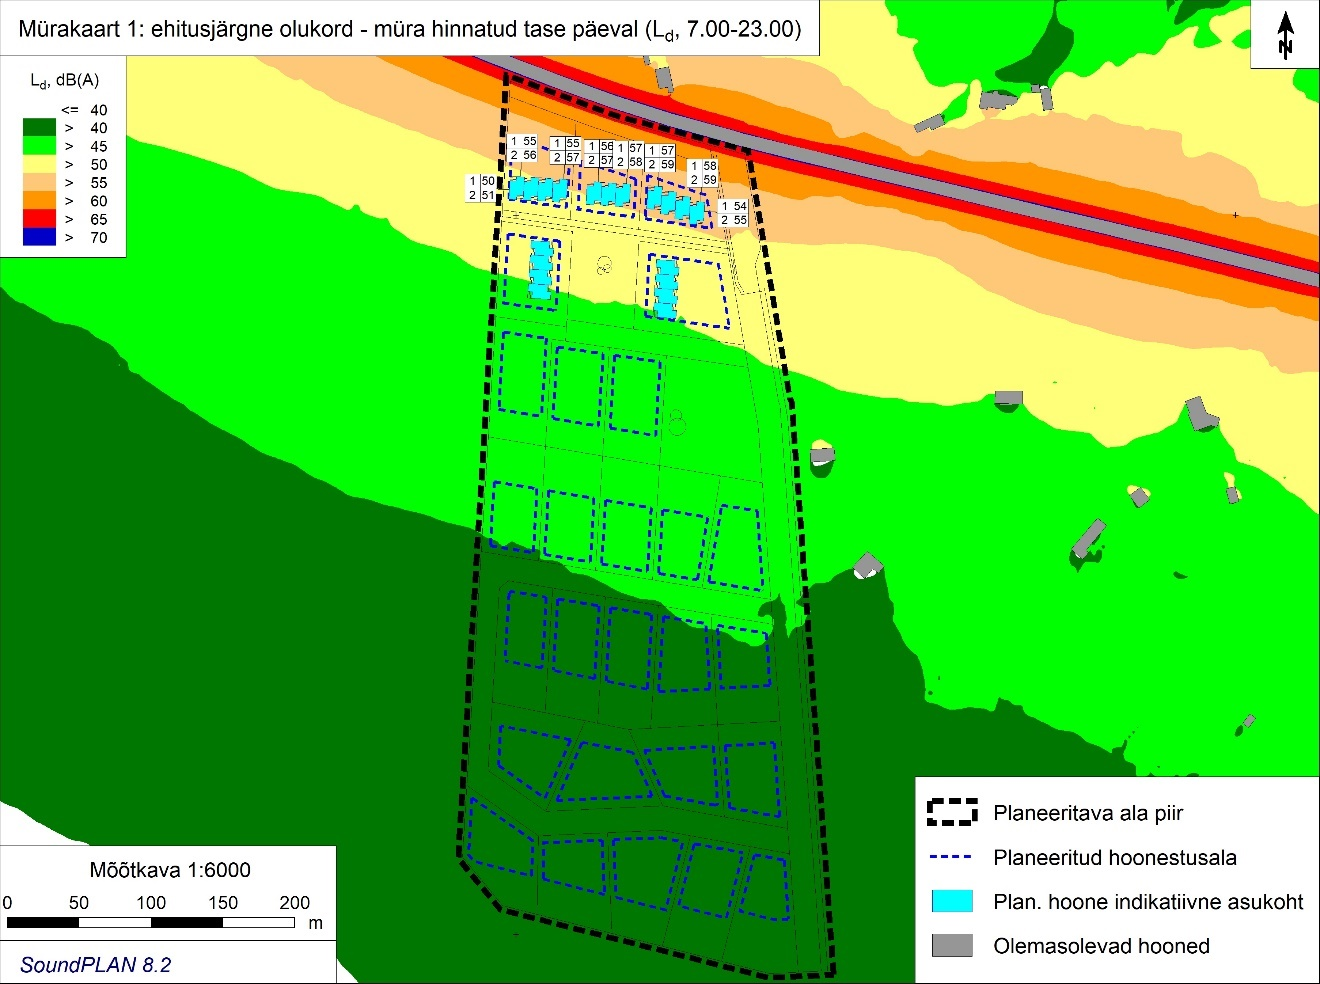 Mürakaart 1: ehitusjärgne olukord - müra hinnatud tase päeval (Ld, 7.00-23.00)
N
Ld, dB(A)
<= 40
> 40
> 45
> 50
> 55
> 60
> 65
> 70
1 55
2 56
1 55
2 57
1 56
2 57
1 57
2 58
1 57
2 59
1 58
2 59
1 50
2 51
1 54
2 55
Planeeritava ala piir
Planeeritud hoonestusala
Plan. hoone indikatiivne asukoht
Olemasolevad hooned
Mõõtkava 1:6000
0 50 100 150 200
m
SoundPLAN 8.2